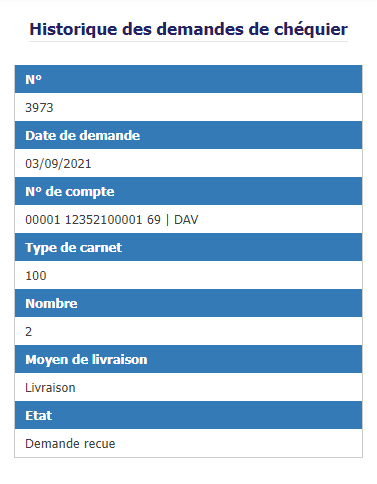 Historique des demandes de chéquier
N°
3973
Date de demande
03/09/2021
N° de compte
00001 12352100001 69 | DAV
Type de carnet
100
Nombre
2
Moyen de livraison
Livraison
Etat
Demande recue